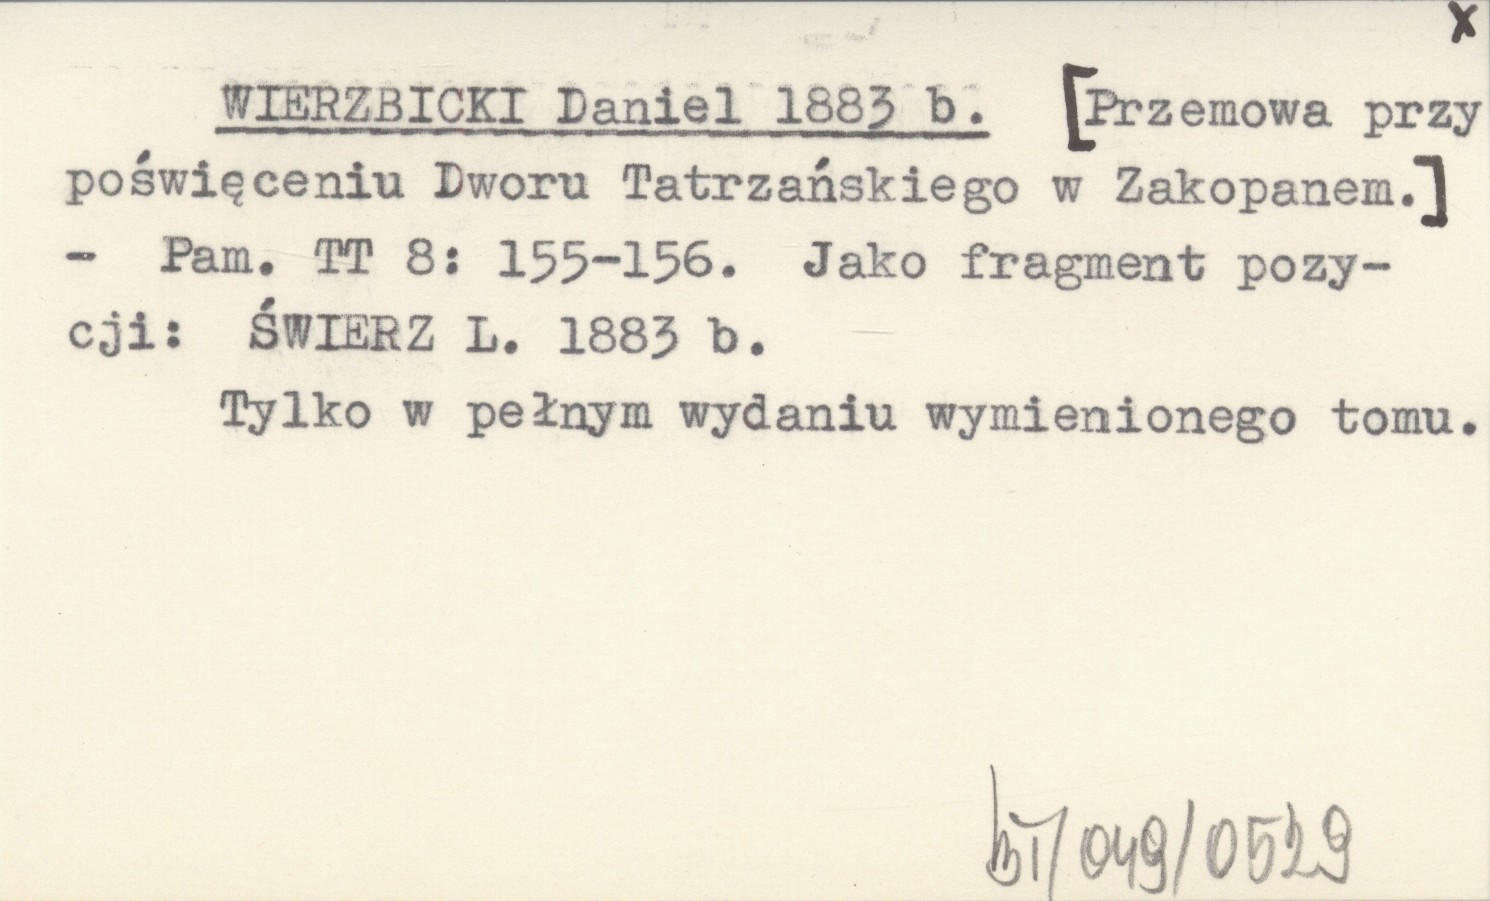 x
WIERZBICKI Daniel 1883 b. [Przemowa przy
poświęceniu Dworu Tatrzańskiego w Zakopanem.]
- Pam. TT 8: 155-156. Jako fragment pozy-
cji: ŚWIERZ L. 1883 b.
Tylko w pełnym wydaniu wymienionego tomu.
BT/049/0529